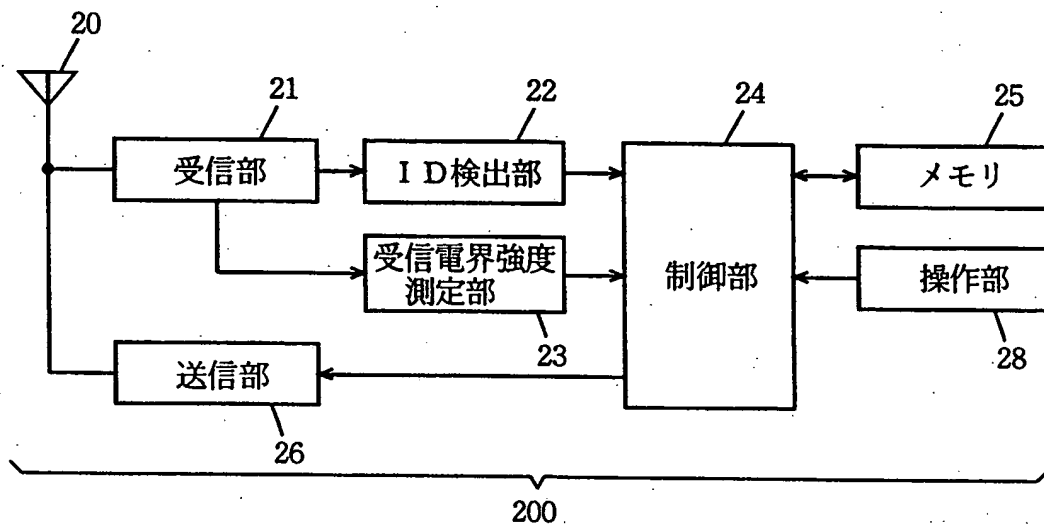 20
21
22
24
25
受信部
ID検出部
メモリ
受信電界強度
測定部
制御部
操作部
23
28
送信部
26
200